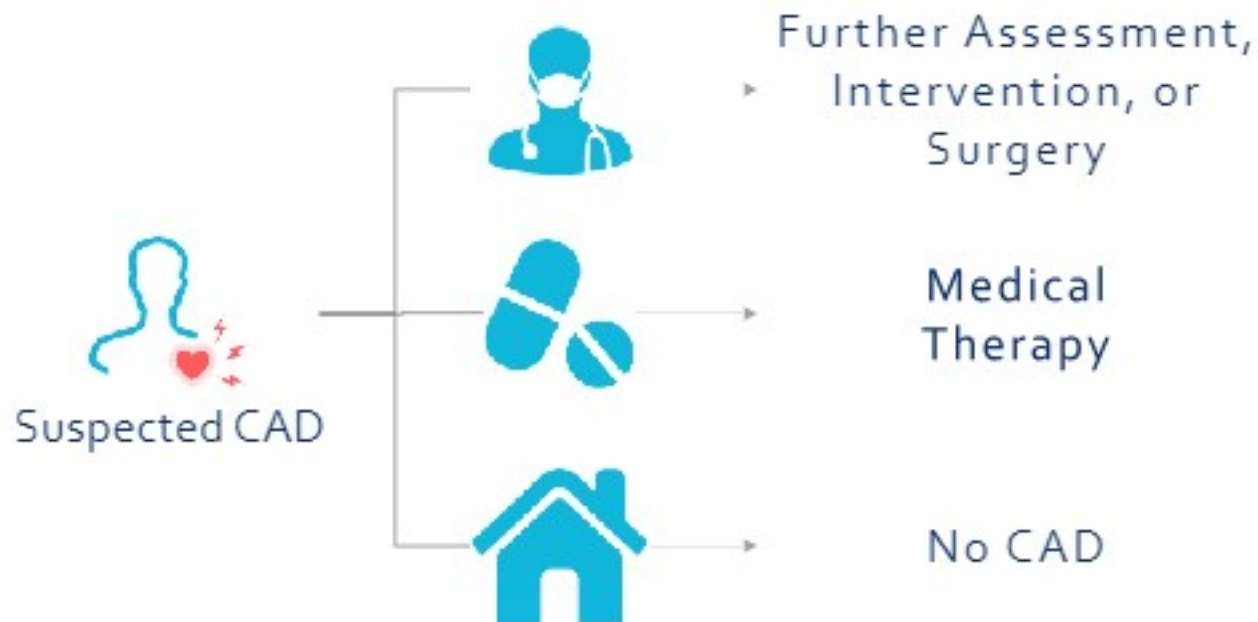 Further Assessment,
Intervention, or
Surgery
Suspected CAD
Medical
Therapy
No CAD